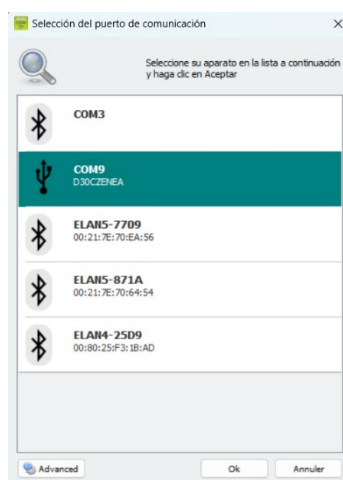 Selección del puerto de comunicación
Seleccione su aparato en la lista a continuación
y haga clic en Aceptar
COM3
COM9
D30CZENEA
ELAN5-7709
00:21:7E:70:EA:56
ELAN5-871A
00:21:7E:70:64:54
ELAN4-25D9
00:80:25:F3:1B:AD
Advanced
Ok
Annuler